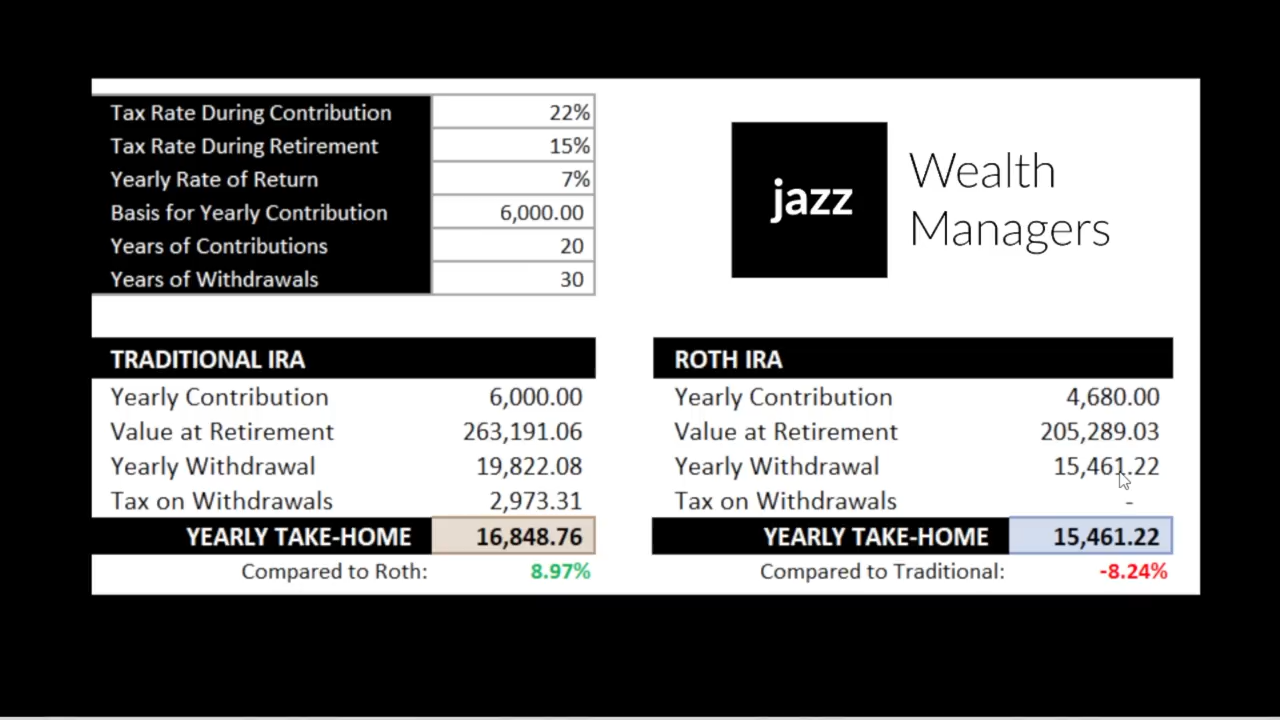 Tax Rate During Contribution 22%
Tax Rate During Retirement 15%
Yearly Rate of Return 7%
Basis for Yearly Contribution 6,000.00
Years of Contributions 20
Years of Withdrawals 30
jazz
Wealth
Managers
TRADITIONAL IRA
Yearly Contribution 6,000.00
Value at Retirement 263,191.06
Yearly Withdrawal 19,822.08
Tax on Withdrawals 2,973.31
YEARLY TAKE-HOME 16,848.76
Compared to Roth: 8.97%
ROTH IRA
Yearly Contribution 4,680.00
Value at Retirement 205,289.03
Yearly Withdrawal 15,461.22
Tax on Withdrawals -
YEARLY TAKE-HOME 15,461.22
Compared to Traditional: -8.24%